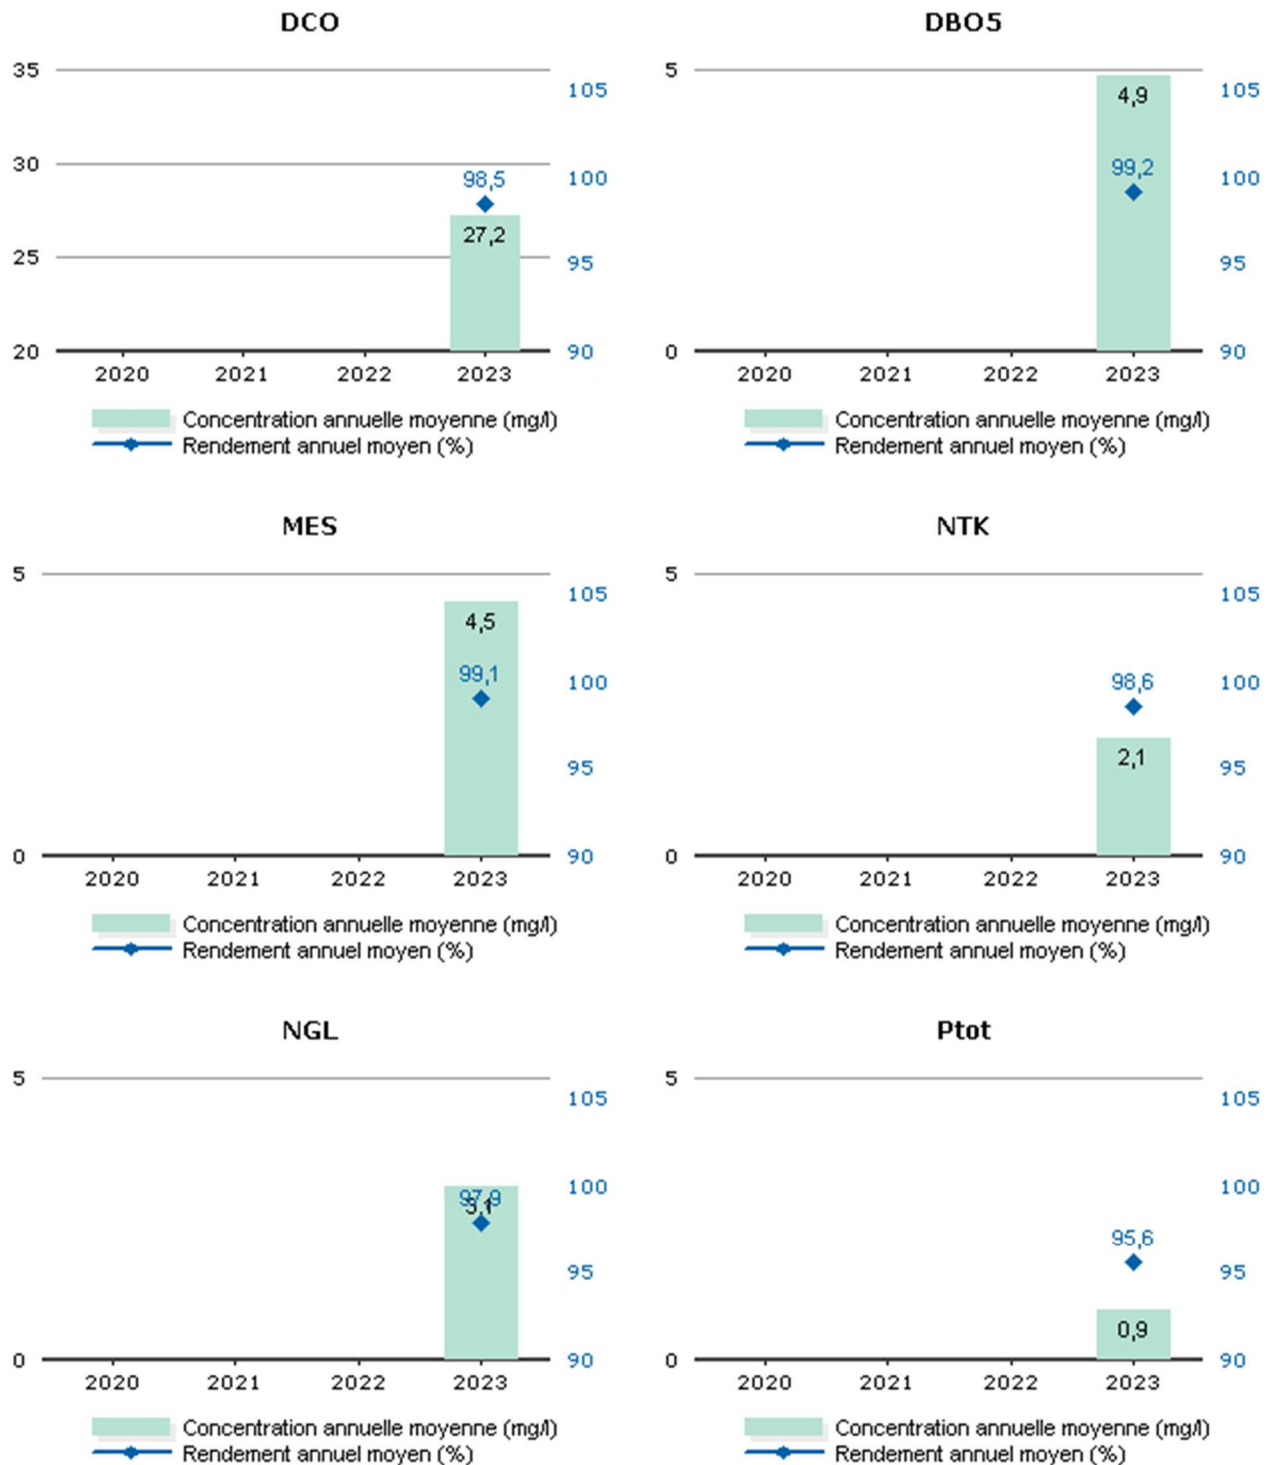 DCO
35
30
25
20
105
100
95
90
98,5
27,2
2020 2021 2022 2023
Concentration annuelle moyenne (mg/l)
Rendement annuel moyen (%)
DBO5
5
0
105
100
95
90
4,9
99,2
2020 2021 2022 2023
Concentration annuelle moyenne (mg/l)
Rendement annuel moyen (%)
MES
5
0
105
100
95
90
4,5
99,1
2020 2021 2022 2023
Concentration annuelle moyenne (mg/l)
Rendement annuel moyen (%)
NTK
5
0
105
100
95
90
98,6
2,1
2020 2021 2022 2023
Concentration annuelle moyenne (mg/l)
Rendement annuel moyen (%)
NGL
5
0
105
100
95
90
97,9
3,1
2020 2021 2022 2023
Concentration annuelle moyenne (mg/l)
Rendement annuel moyen (%)
Ptot
5
0
105
100
95
90
95,6
0,9
2020 2021 2022 2023
Concentration annuelle moyenne (mg/l)
Rendement annuel moyen (%)